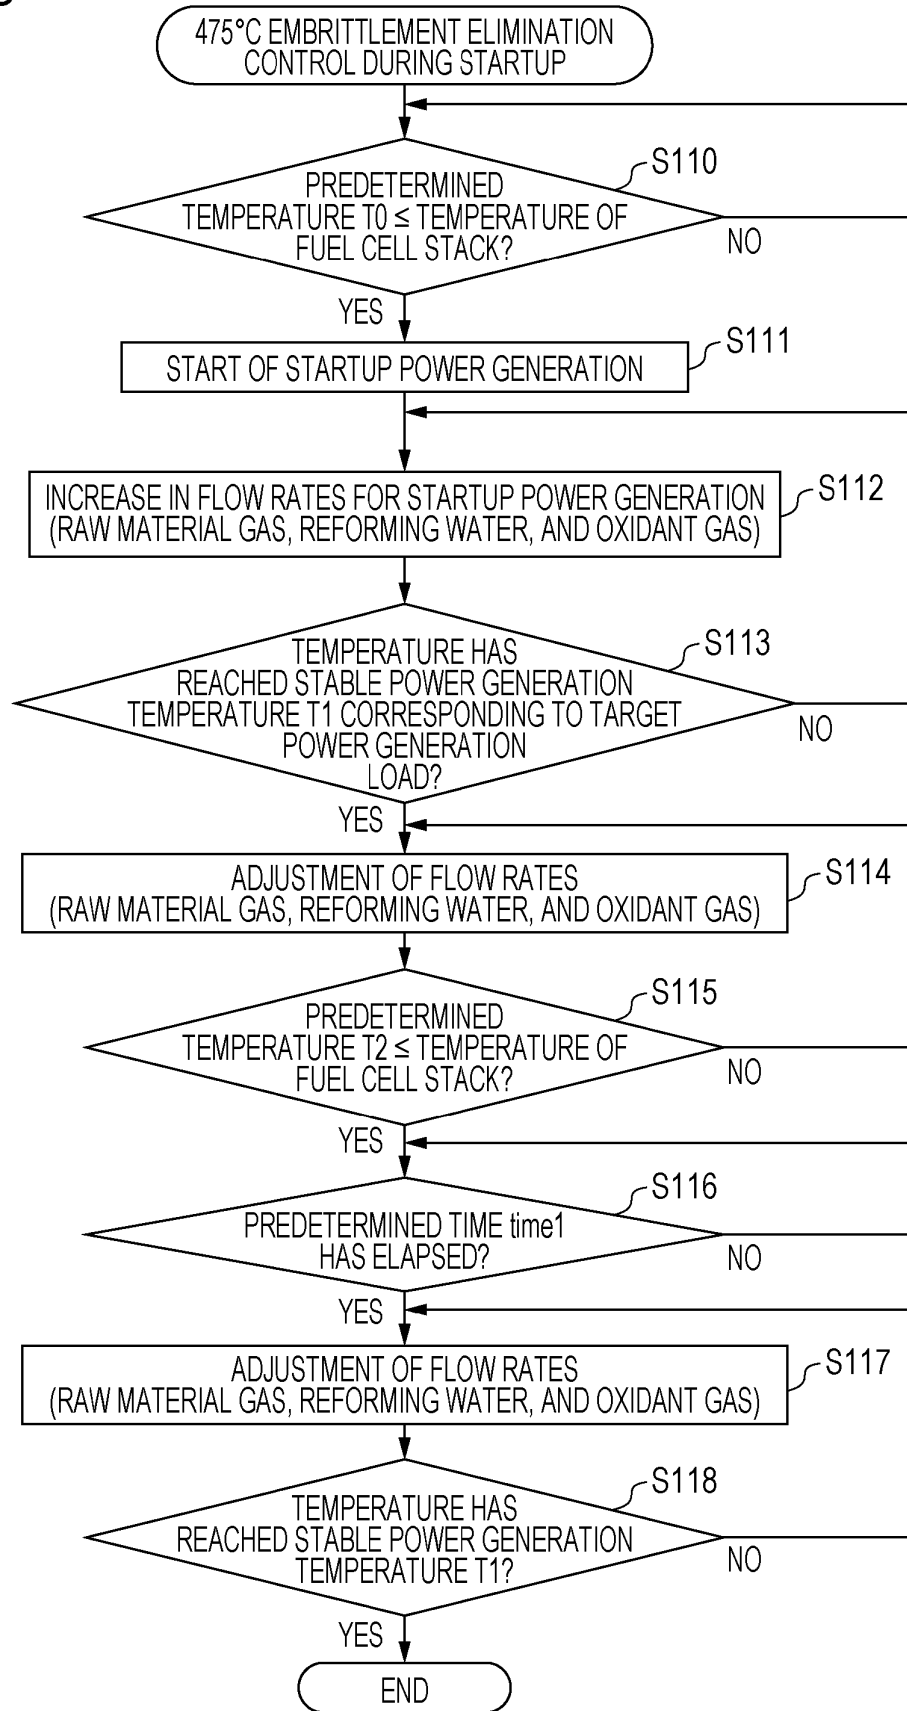 475°C EMBRITTLEMENT ELIMINATION
CONTROL DURING STARTUP
S110
PREDETERMINED
TEMPERATURE T0 ≤ TEMPERATURE OF
FUEL CELL STACK?
NO
YES
S111
START OF STARTUP POWER GENERATION
S112
INCREASE IN FLOW RATES FOR STARTUP POWER GENERATION
(RAW MATERIAL GAS, REFORMING WATER, AND OXIDANT GAS)
S113
TEMPERATURE HAS
REACHED STABLE POWER GENERATION
TEMPERATURE T1 CORRESPONDING TO TARGET
POWER GENERATION
LOAD?
NO
YES
S114
ADJUSTMENT OF FLOW RATES
(RAW MATERIAL GAS, REFORMING WATER, AND OXIDANT GAS)
S115
PREDETERMINED
TEMPERATURE T2 ≤ TEMPERATURE OF
FUEL CELL STACK?
NO
YES
S116
PREDETERMINED TIME time1
HAS ELAPSED?
NO
YES
S117
ADJUSTMENT OF FLOW RATES
(RAW MATERIAL GAS, REFORMING WATER, AND OXIDANT GAS)
S118
TEMPERATURE HAS
REACHED STABLE POWER GENERATION
TEMPERATURE T1?
NO
YES
END